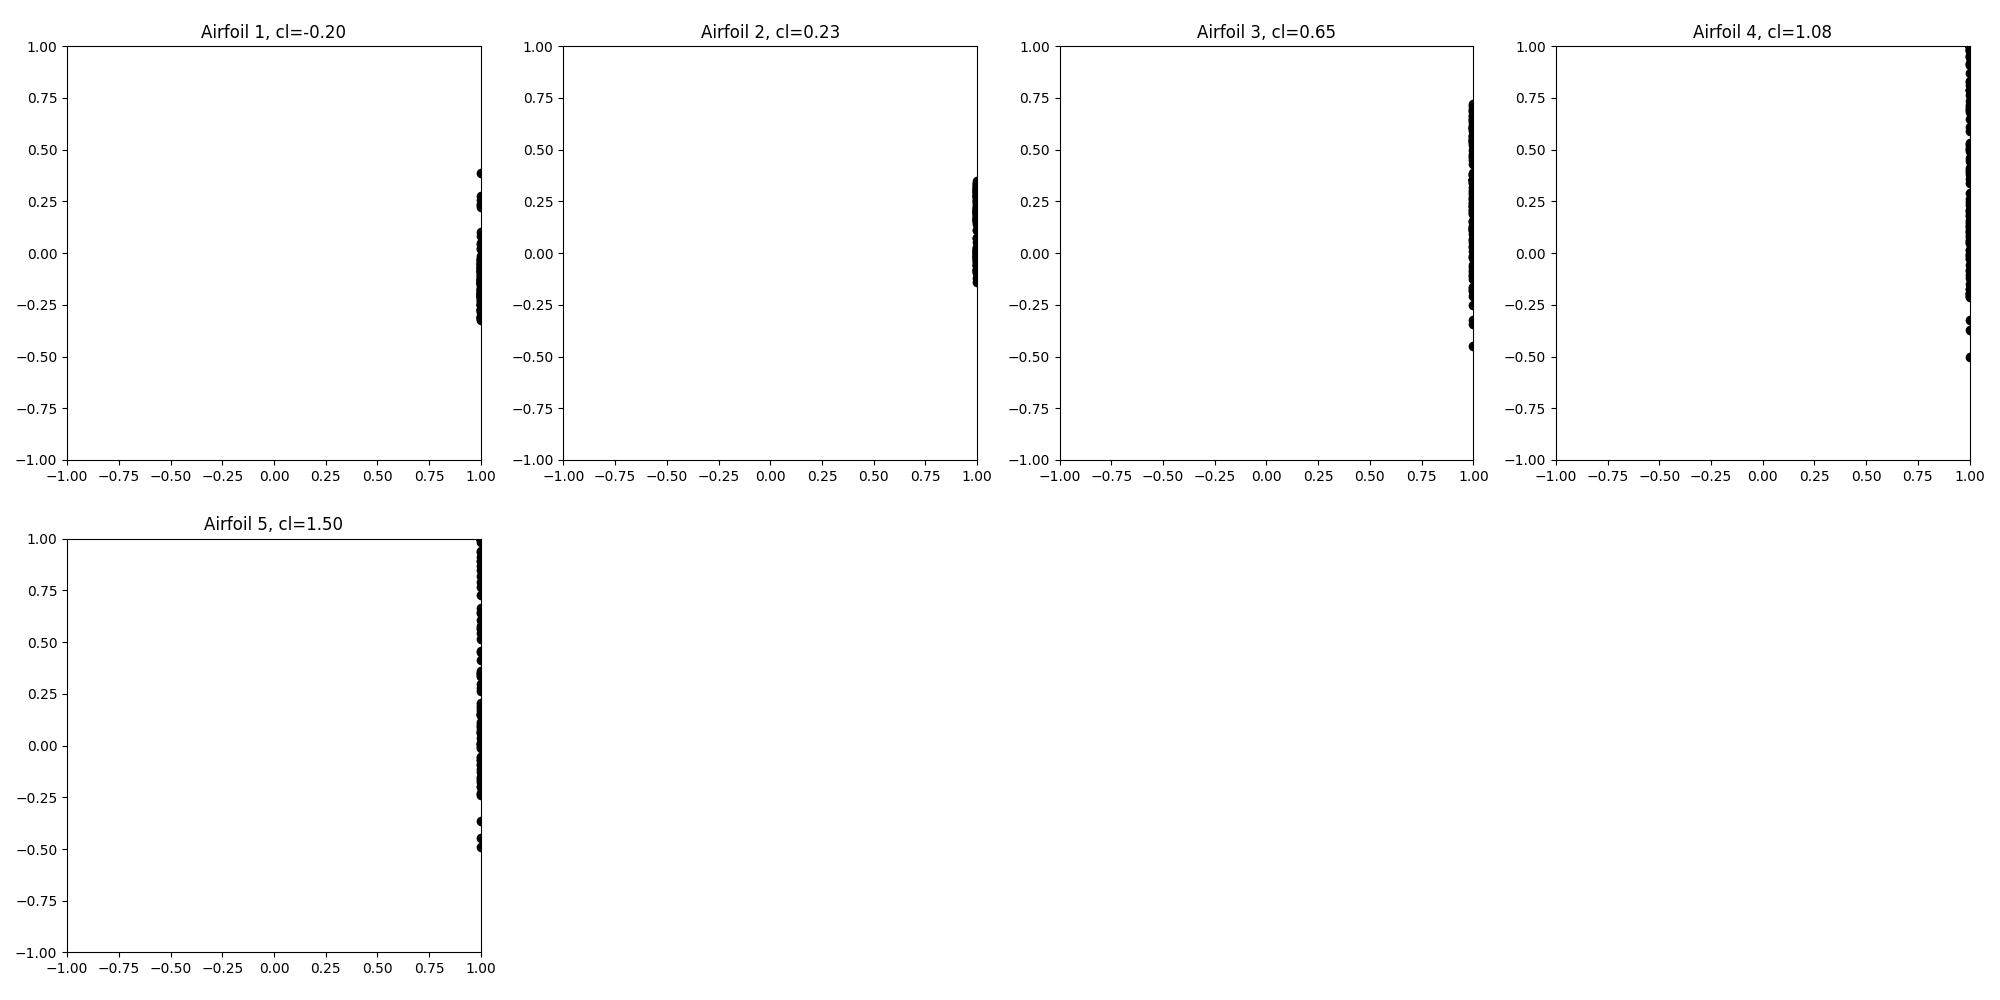 Airfoil 1, cl=-0.20
Airfoil 2, cl=0.23
Airfoil 3, cl=0.65
Airfoil 4, cl=1.08
1.00 1.00 1.00 1.00
0.75 0.75 0.75 0.75
0.50 0.50 0.50 0.50
0.25 0.25 0.25 0.25
0.00 0.00 0.00 0.00
−0.25 −0.25 −0.25 −0.25
−0.50 −0.50 −0.50 −0.50
−0.75 −0.75 −0.75 −0.75
−1.00 −1.00 −1.00 −1.00
−1.00 −0.75 −0.50 −0.25 0.00 0.25 0.50 0.75 1.00
−1.00 −0.75 −0.50 −0.25 0.00 0.25 0.50 0.75 1.00
−1.00 −0.75 −0.50 −0.25 0.00 0.25 0.50 0.75 1.00
−1.00 −0.75 −0.50 −0.25 0.00 0.25 0.50 0.75 1.00
Airfoil 5, cl=1.50
1.00
0.75
0.50
0.25
0.00
−0.25
−0.50
−0.75
−1.00
−1.00 −0.75 −0.50 −0.25 0.00 0.25 0.50 0.75 1.00